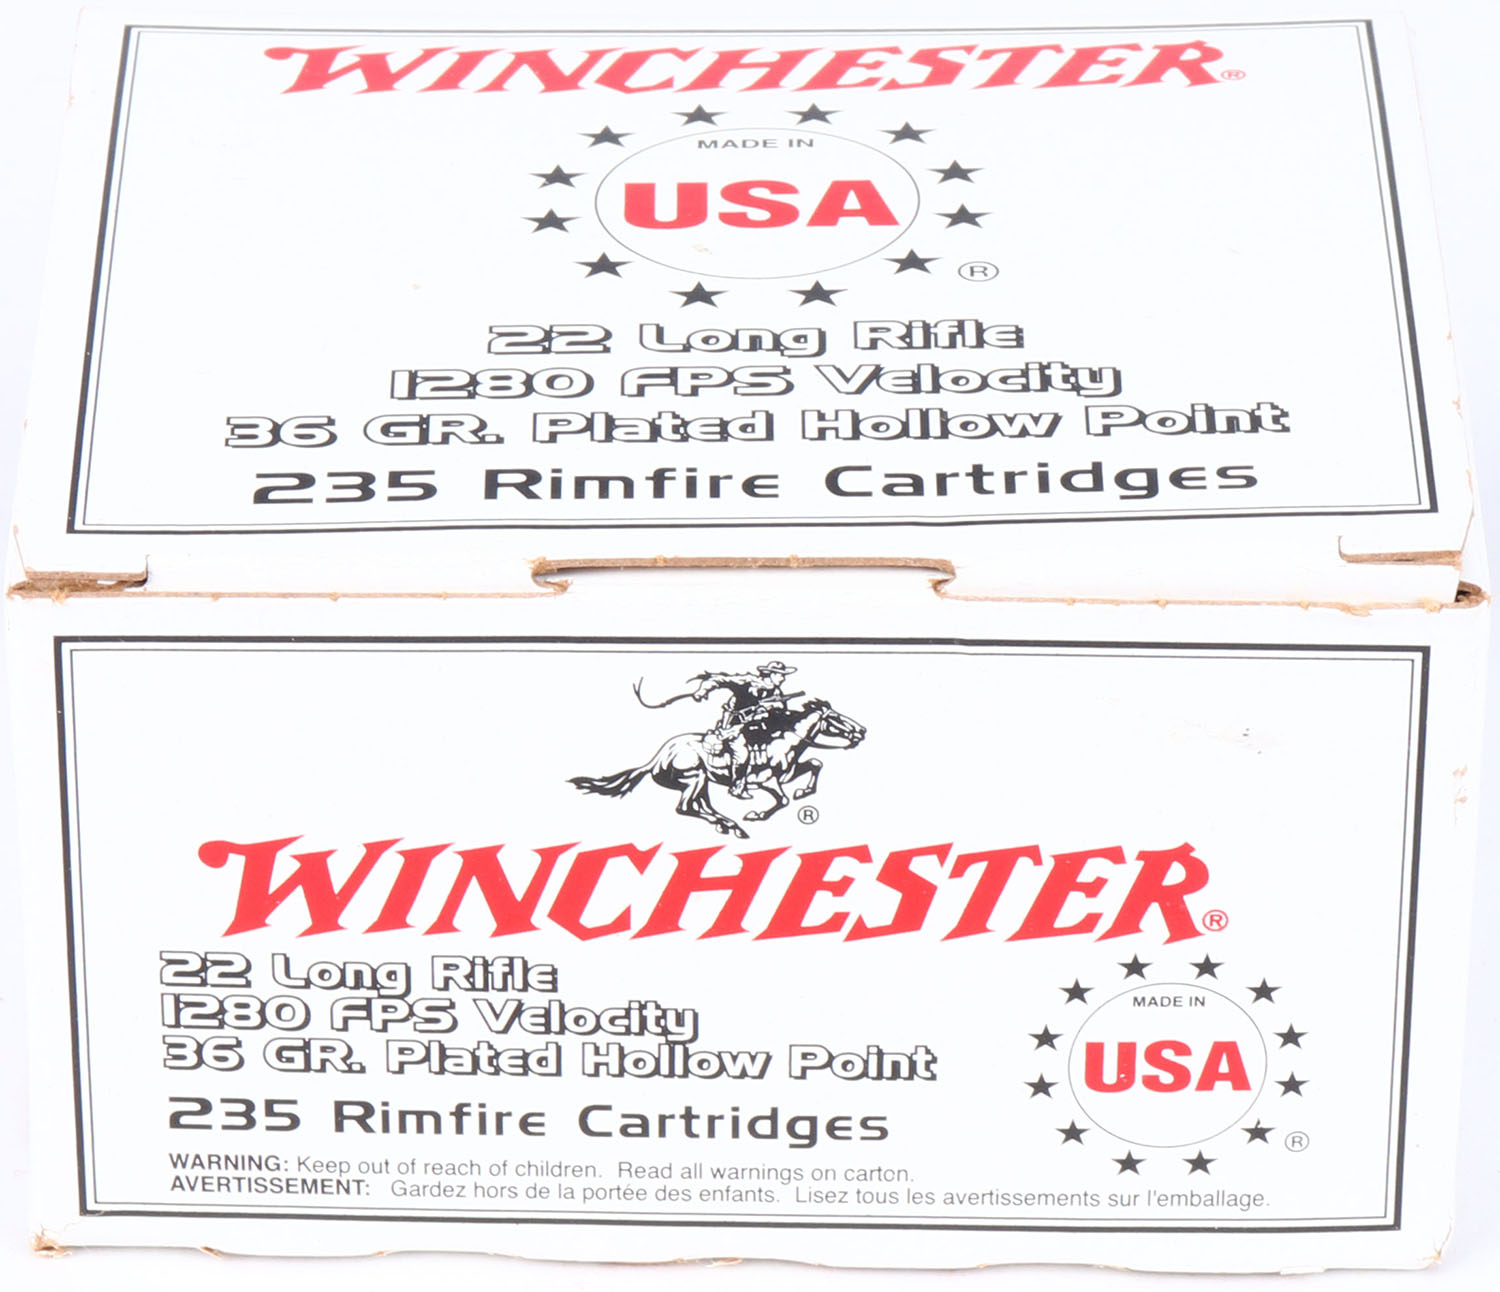 WINCHESTER®
MADE IN
USA
®
22 Long Rifle
1280 FPS Velocity
36 GR. Plated Hollow Point
235 Rimfire Cartridges
®
WINCHESTER®
22 Long Rifle
1280 FPS Velocity
36 GR. Plated Hollow Point
235 Rimfire Cartridges
MADE IN
USA
®
WARNING: Keep out of reach of children. Read all warnings on carton.
AVERTISSEMENT: Gardez hors de la portée des enfants. Lisez tous les avertissements sur l'emballage.